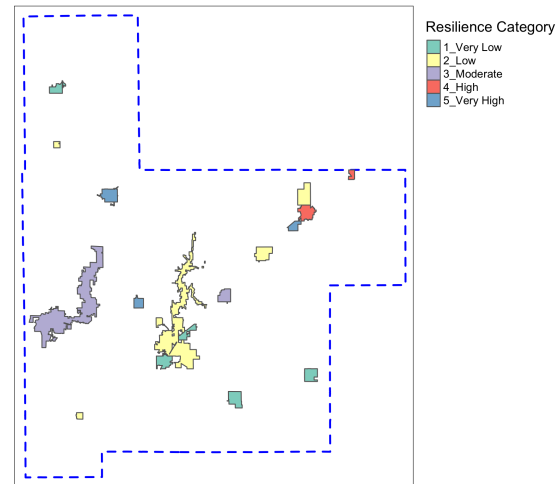 Resilience Category
1_Very Low
2_Low
3_Moderate
4_High
5_Very High